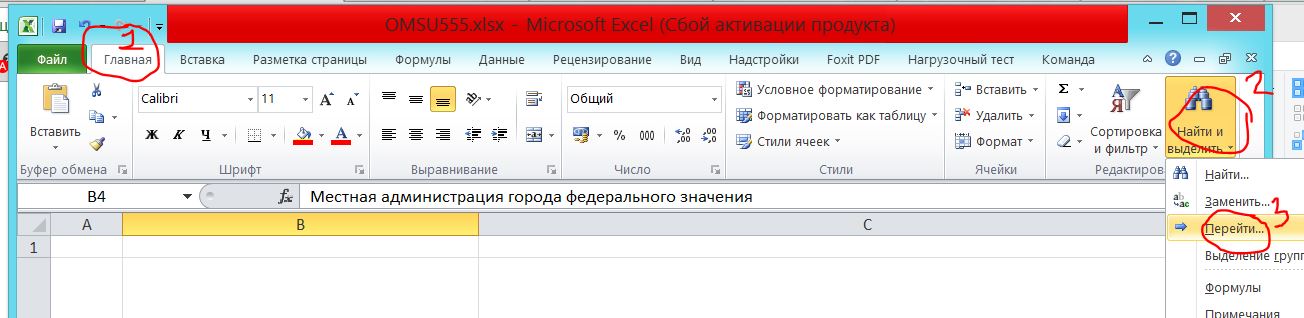 OMSU555.xlsx - Microsoft Excel (Сбой активации продукта)
1
Файл Главная Вставка Разметка страницы Формулы Данные Рецензирование Вид Надстройки Foxit PDF Нагрузочный тест Команда
2
Calibri 11 Общий Условное форматирование Вставить
Форматировать как таблицу Удалить
Вставить Ж К Ч % 000 Стили ячеек Формат Сортировка и фильтр Найти и выделить
Буфер обмена Шрифт Выравнивание Число Стили Ячейки Редактиров
B4 fx Местная администрация города федерального значения
A B C
1
Найти...
Заменить...
Перейти... 3
Выделение групп
Формулы
Примечания